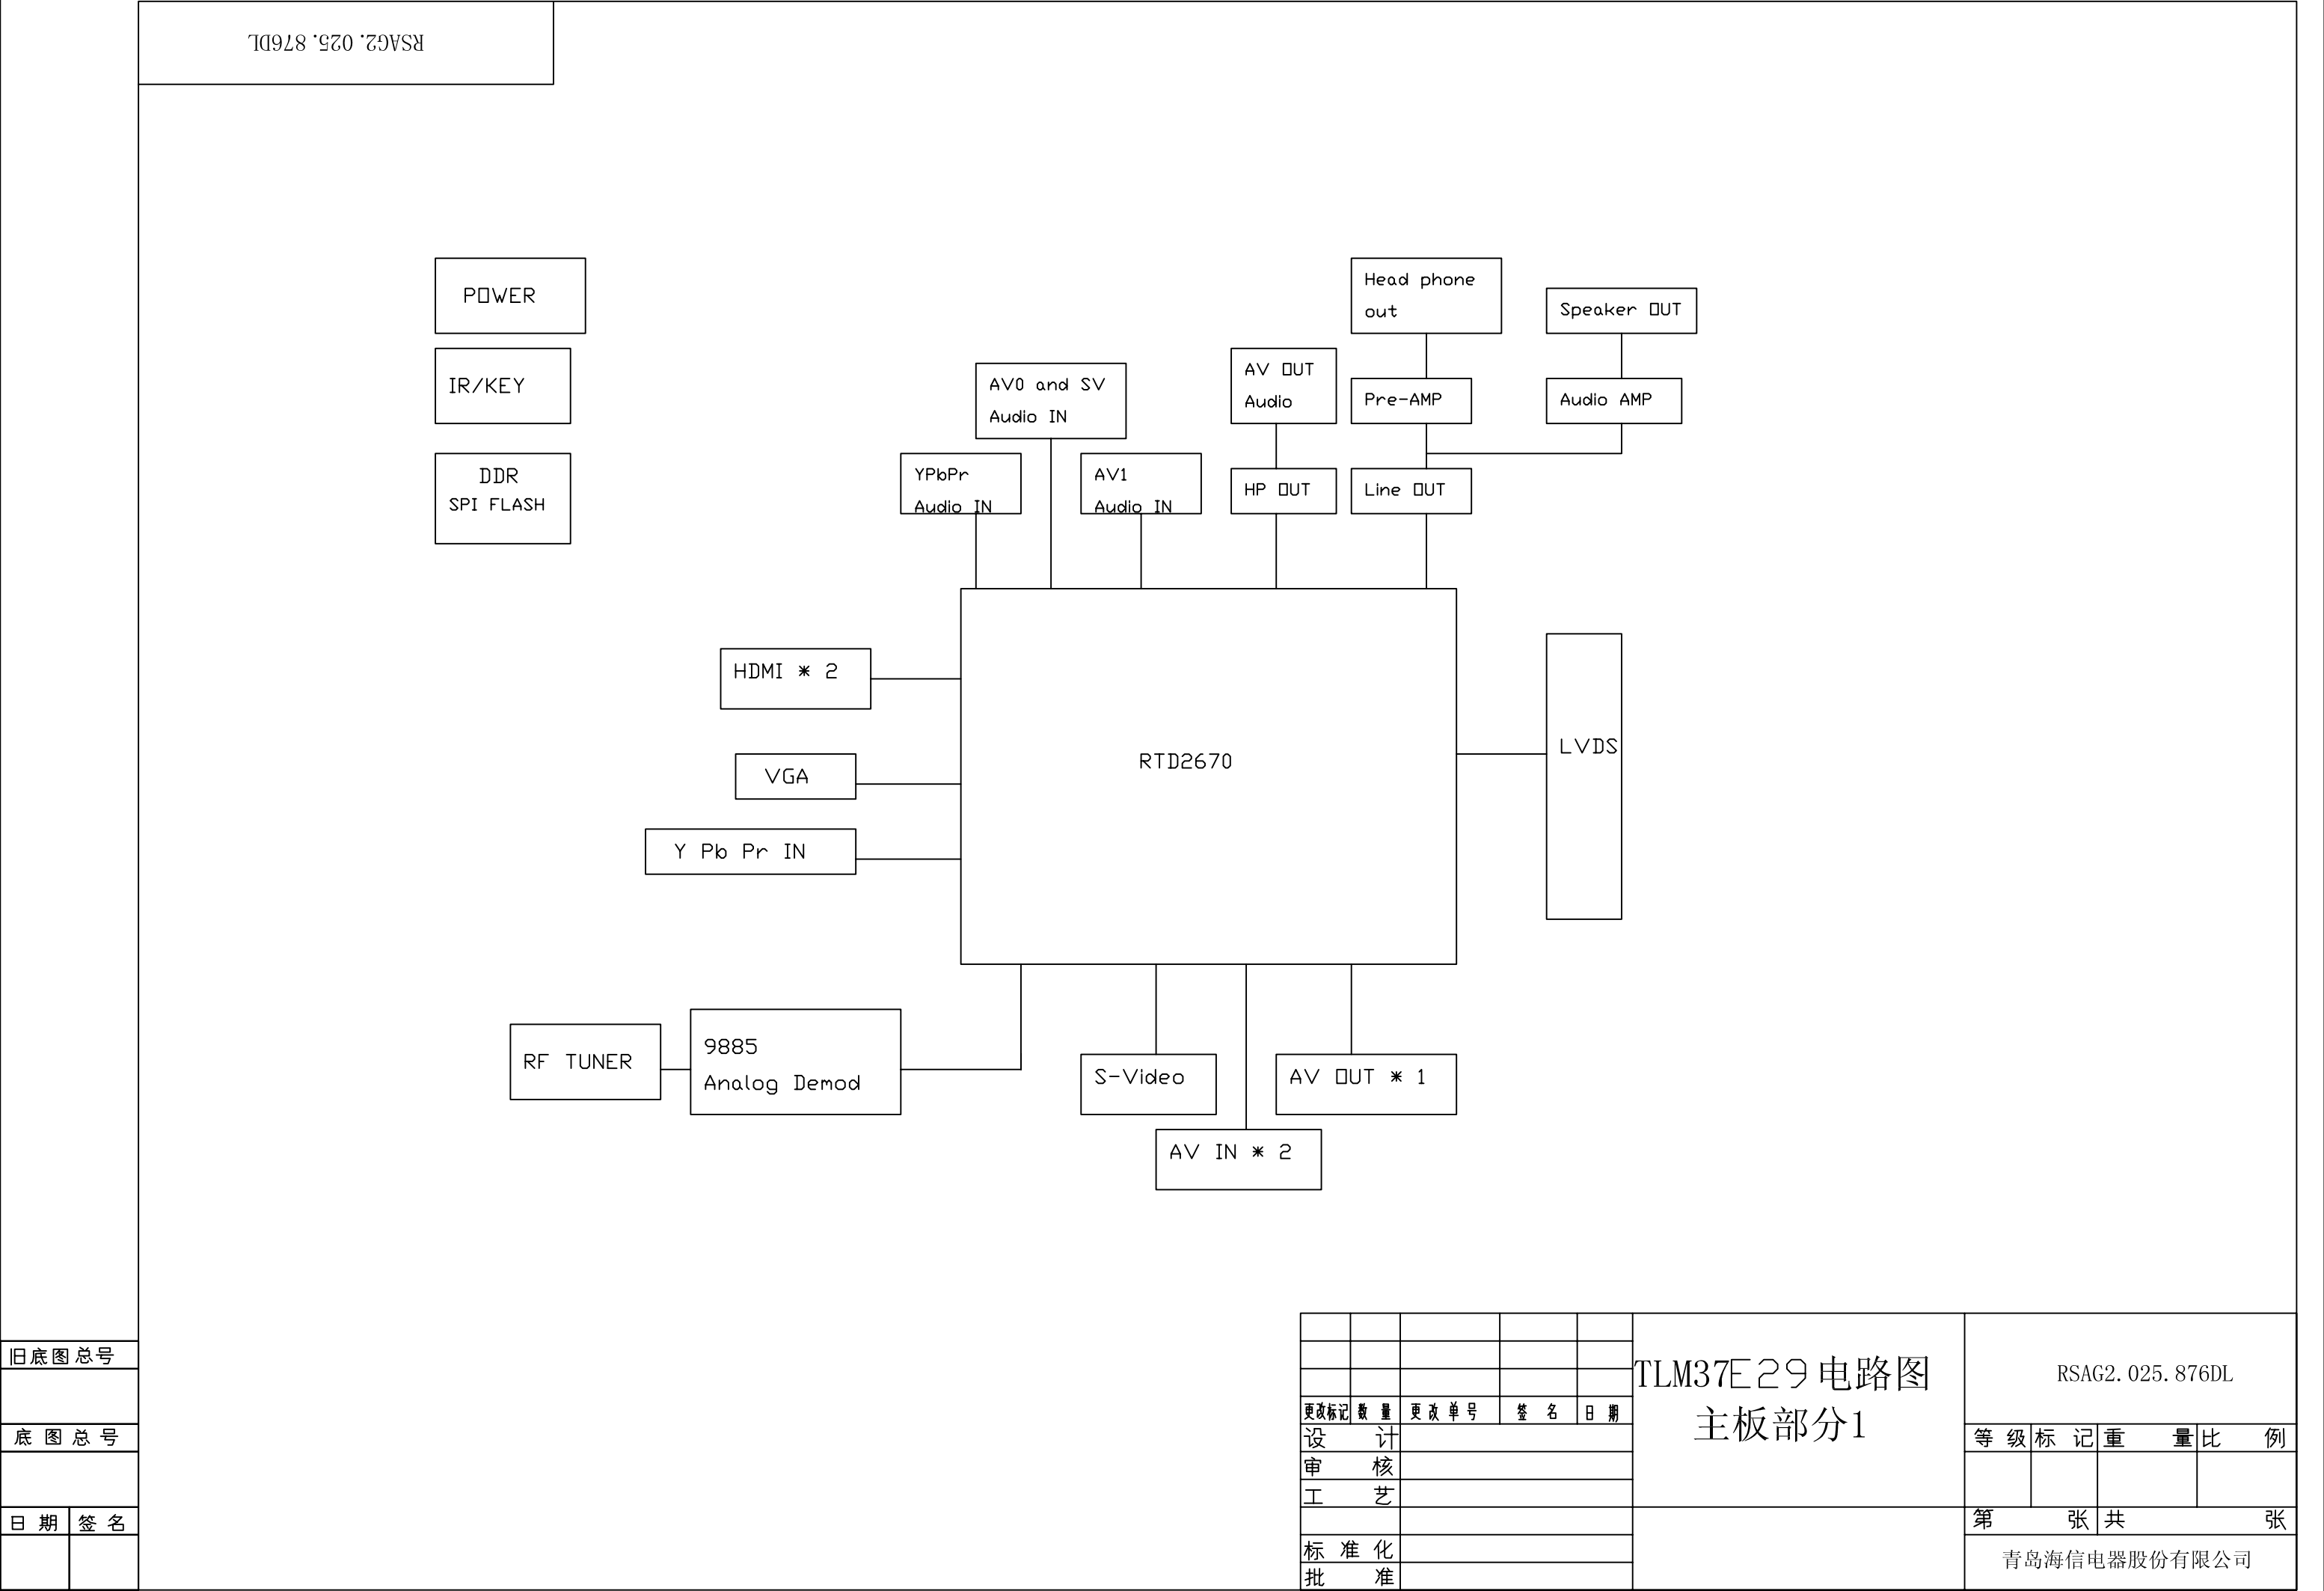 RSAG2.025.876DL
POWER
IR/KEY
DDR
SPI FLASH
Head phone
out
Speaker OUT
AV0 and SV
Audio IN
AV OUT
Audio
Pre-AMP
Audio AMP
YPbPr
Audio IN
AV1
Audio IN
HP OUT
Line OUT
HDMI * 2
VGA
Y Pb Pr IN
RTD2670
LVDS
RF TUNER
9885
Analog Demod
S-Video
AV OUT * 1
AV IN * 2
旧底图总号
底图总号
日期 签名
更改标记 数量 更改单号 签名 日期
设计
审核
工艺
标准化
批准
TLM37E29电路图
主板部分1
RSAG2.025.876DL
等级 标记 重量 比例
第 张 共 张
青岛海信电器股份有限公司